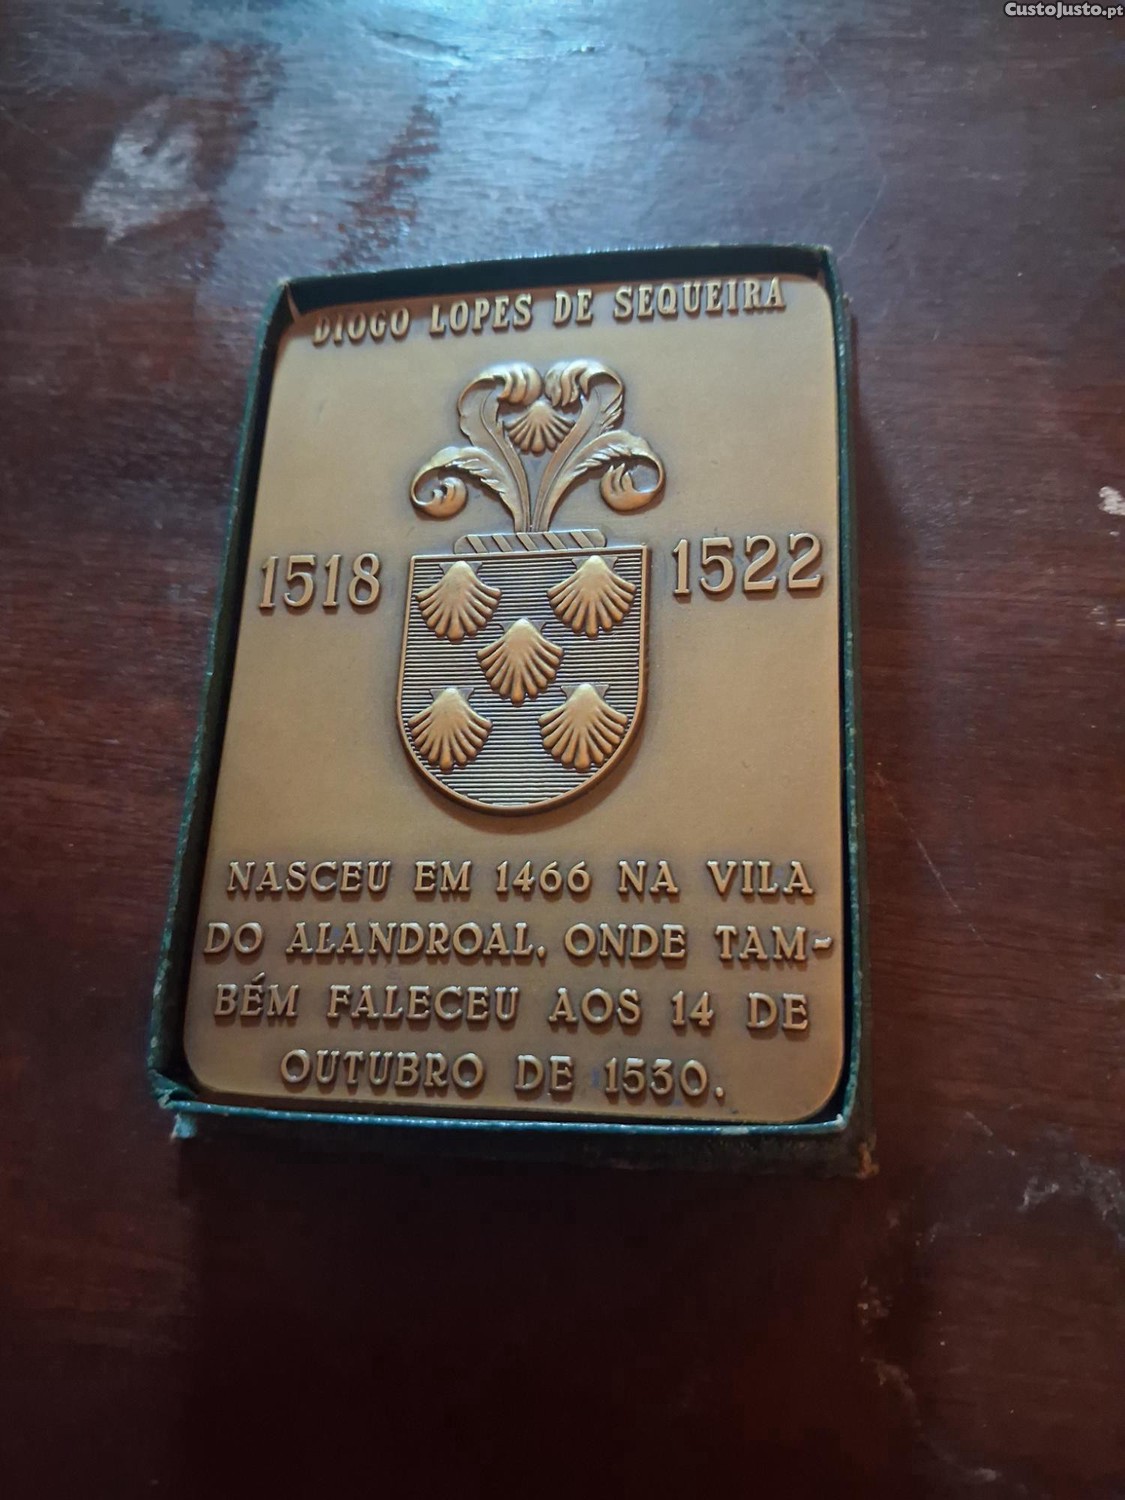 CustoJusto.pt
DIOGO LOPES DE SEQUEIRA
1518 1522
NASCEU EM 1466 NA VILA
DO ALANDROAL, ONDE TAM-
BÉM FALECEU AOS 14 DE
OUTUBRO DE 1530.